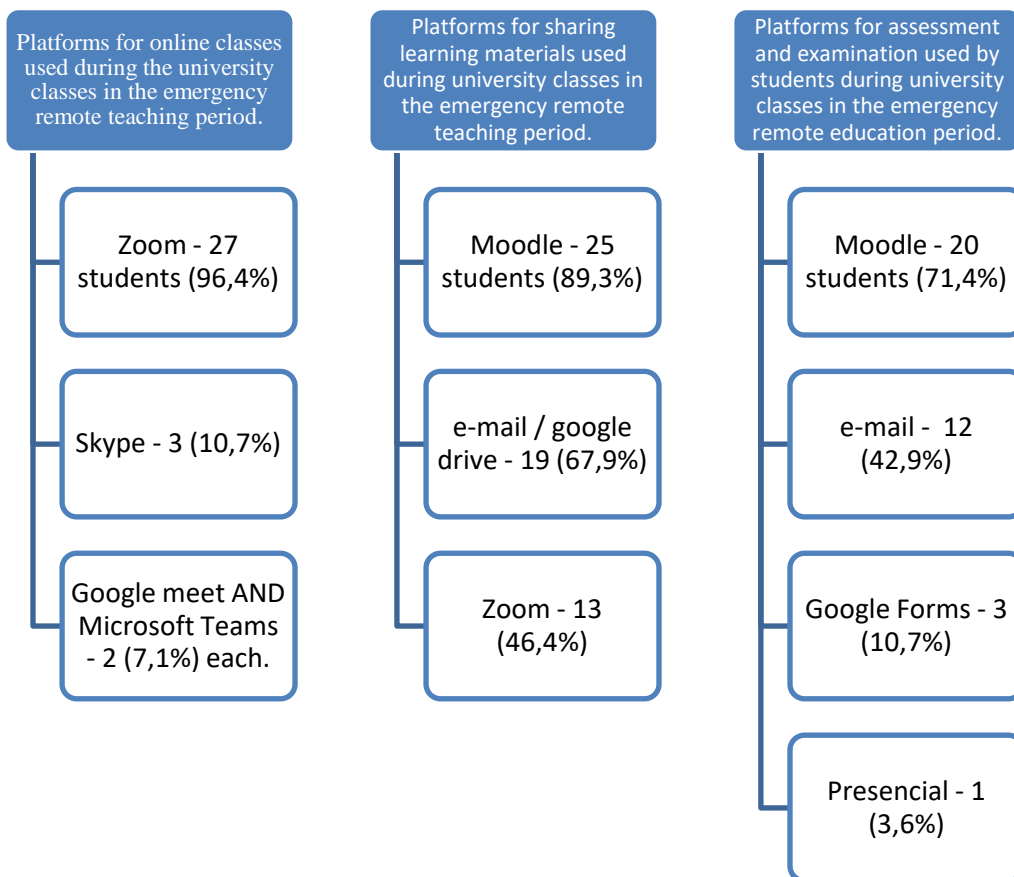 Platforms for online classes
used during the university
classes in the emergency
remote teaching period.
Zoom - 27
students (96,4%)
Skype - 3 (10,7%)
Google meet AND
Microsoft Teams
- 2 (7,1%) each.
Platforms for sharing
learning materials used
during university classes in
the emergency remote
teaching period.
Moodle - 25
students (89,3%)
e-mail / google
drive - 19 (67,9%)
Zoom - 13
(46,4%)
Platforms for assessment
and examination used by
students during university
classes in the emergency
remote education period.
Moodle - 20
students (71,4%)
e-mail - 12
(42,9%)
Google Forms - 3
(10,7%)
Presencial - 1
(3,6%)